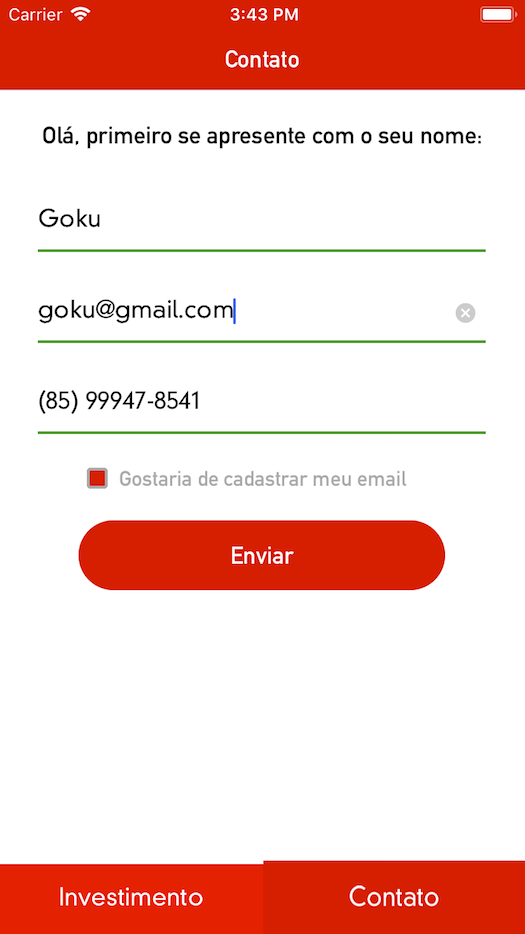 Carrier 3:43 PM
Contato
Olá, primeiro se apresente com o seu nome:
Goku
goku@gmail.com
(85) 99947-8541
Gostaria de cadastrar meu email
Enviar
Investimento Contato